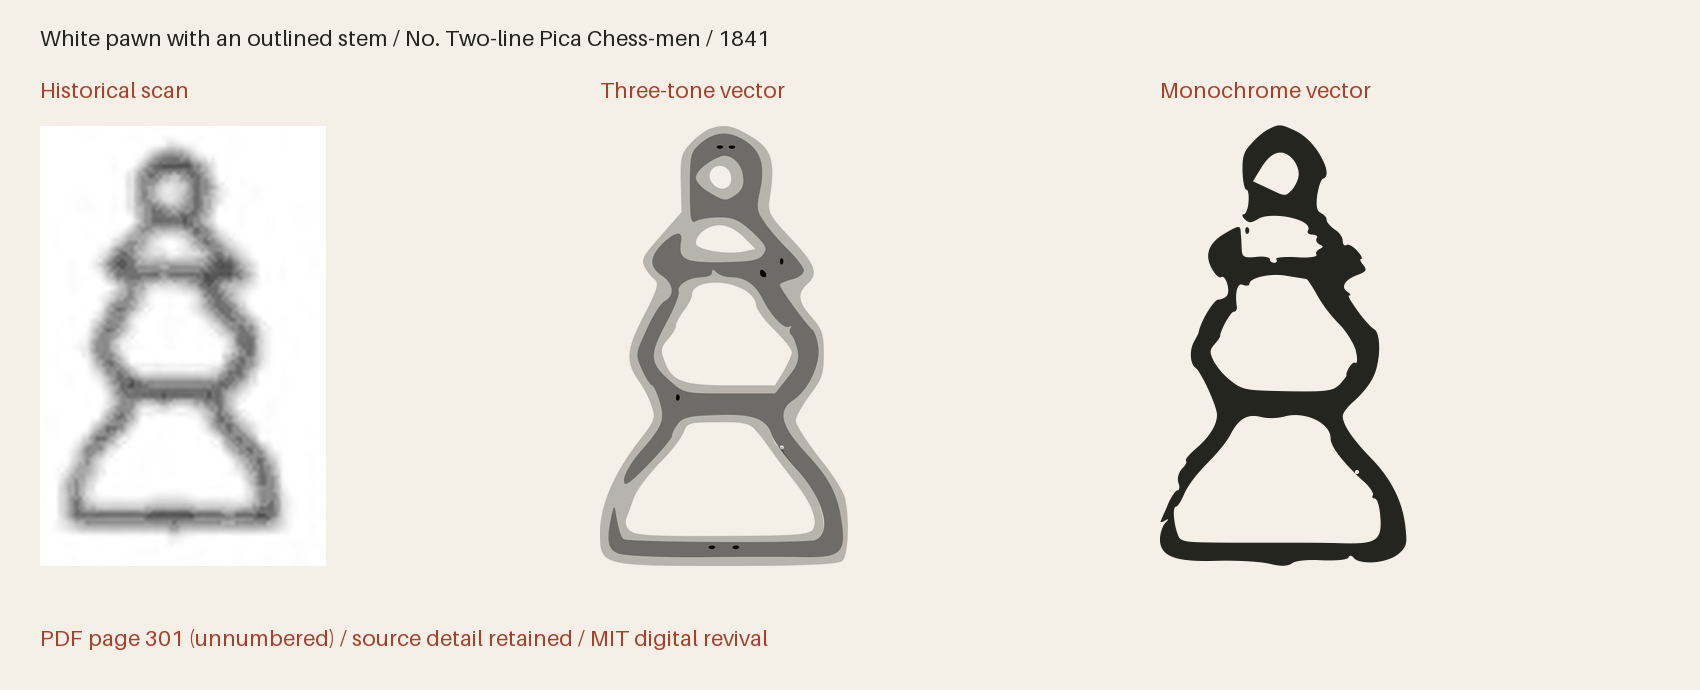 White pawn with an outlined stem / No. Two-line Pica Chess-men / 1841
Historical scan
Three-tone vector
Monochrome vector
PDF page 301 (unnumbered) / source detail retained / MIT digital revival